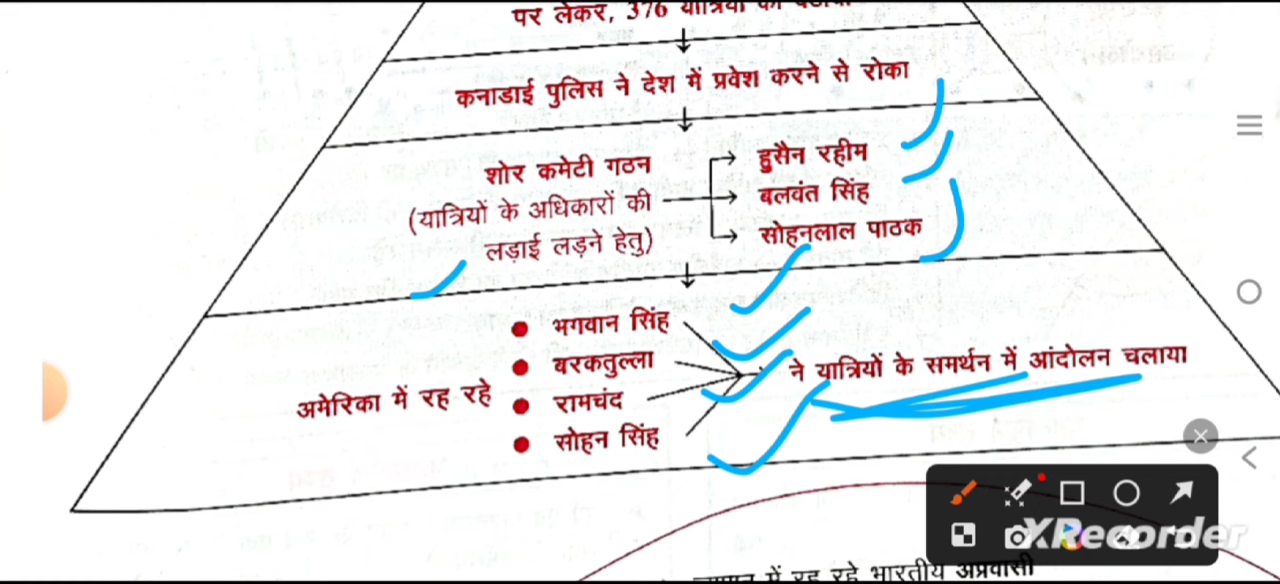 पर लेकर, 376 यात्रियों को
कनाडाई पुलिस ने देश में प्रवेश करने से रोका
शोर कमेटी गठन
(यात्रियों के अधिकारों की
लड़ाई लड़ने हेतु)
हुसैन रहीम
बलवंत सिंह
सोहनलाल पाठक
अमेरिका में रह रहे
भगवान सिंह
बरकतुल्ला
रामचंद
सोहन सिंह
ने यात्रियों के समर्थन में आंदोलन चलाया
XRecorder
में रह रहे भारतीय अप्रवासी